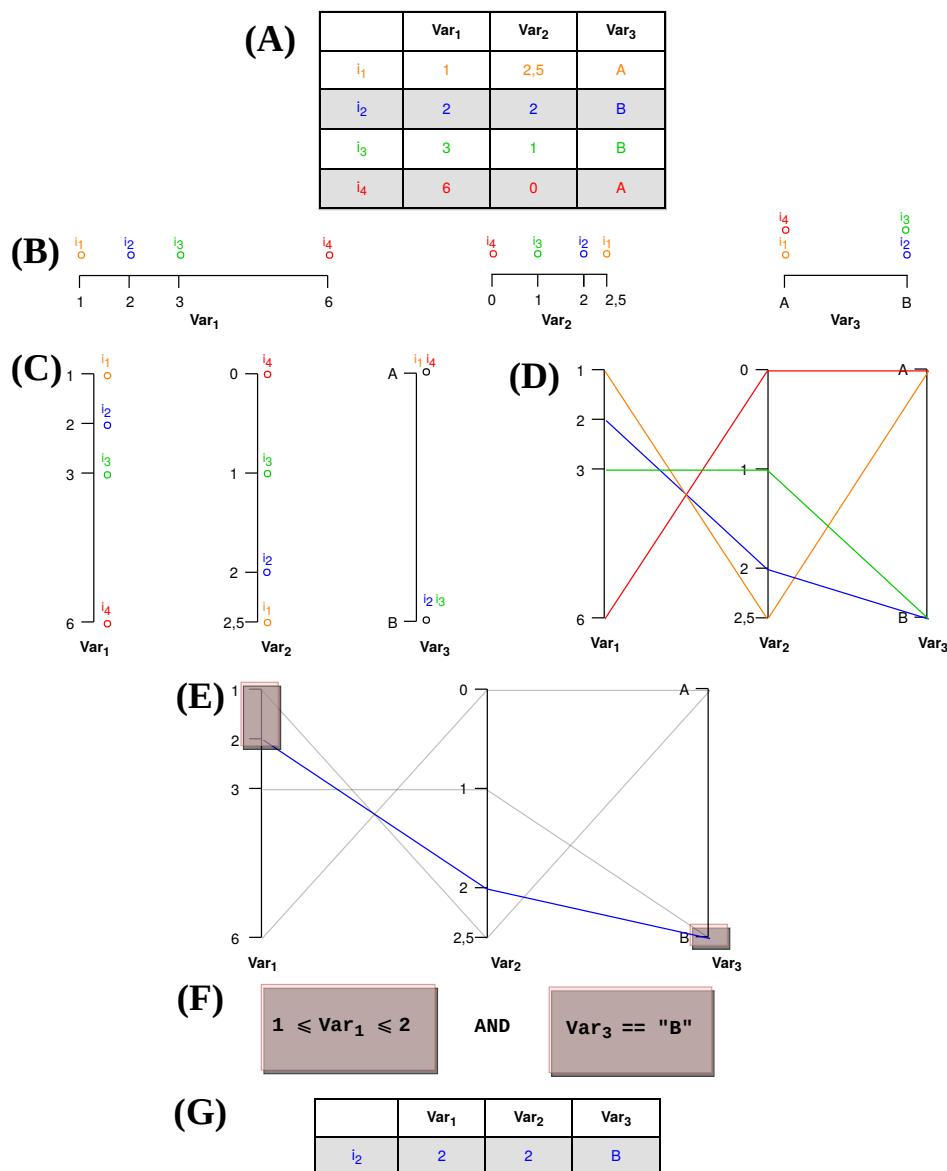 (A)
Var1 Var2 Var3
i1 1 2,5 A
i2 2 2 B
i3 3 1 B
i4 6 0 A
(B)
i1 i2 i3 i4
1 2 3 6
Var1
i4 i3 i2 i1
0 1 2 2,5
Var2
i4 i3
i1 i2
A B
Var3
(C)
1 i1
2 i2
3 i3
6 i4
Var1
0 i4
1 i3
2 i2
2,5 i1
Var2
A i1 i4
B i2 i3
Var3
(D)
1
2
3
6
Var1
0
1
2
2,5
Var2
A
B
Var3
(E)
1
2
3
6
Var1
0
1
2
2,5
Var2
A
B
Var3
(F)
1 ⩽ Var1 ⩽ 2 AND Var3 == "B"
(G)
Var1 Var2 Var3
i2 2 2 B